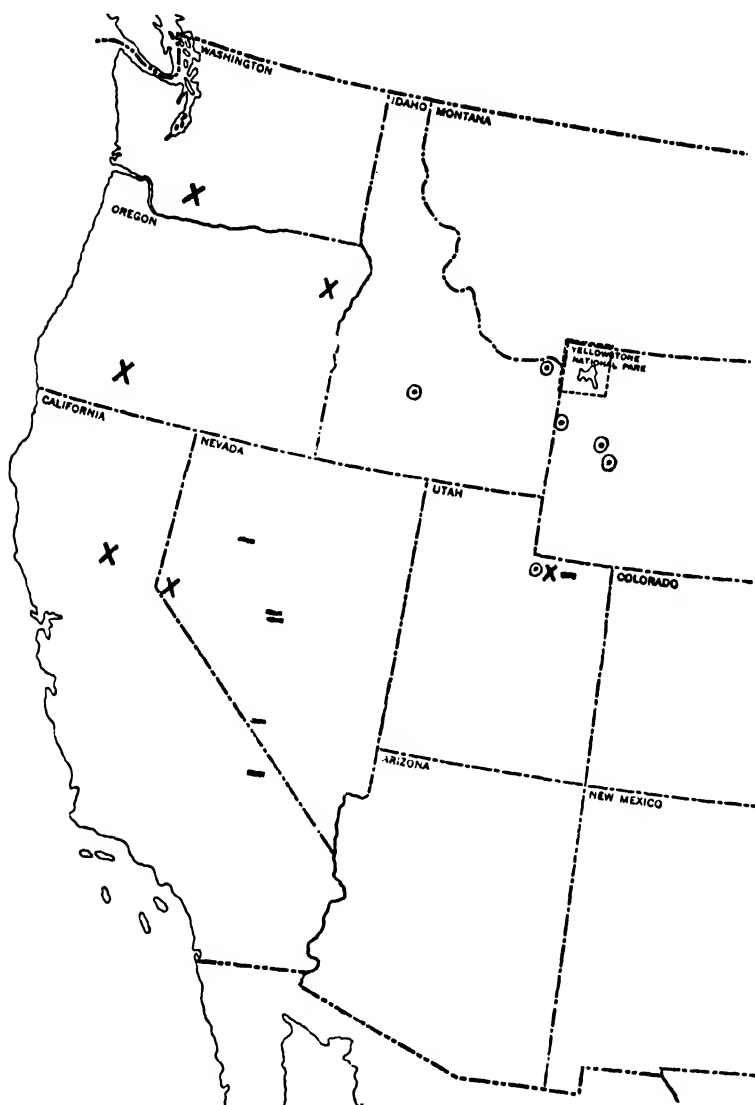 WASHINGTON
IDAHO
MONTANA
OREGON
YELLOWSTONE
NATIONAL PARK
CALIFORNIA
NEVADA
UTAH
COLORADO
ARIZONA
NEW MEXICO